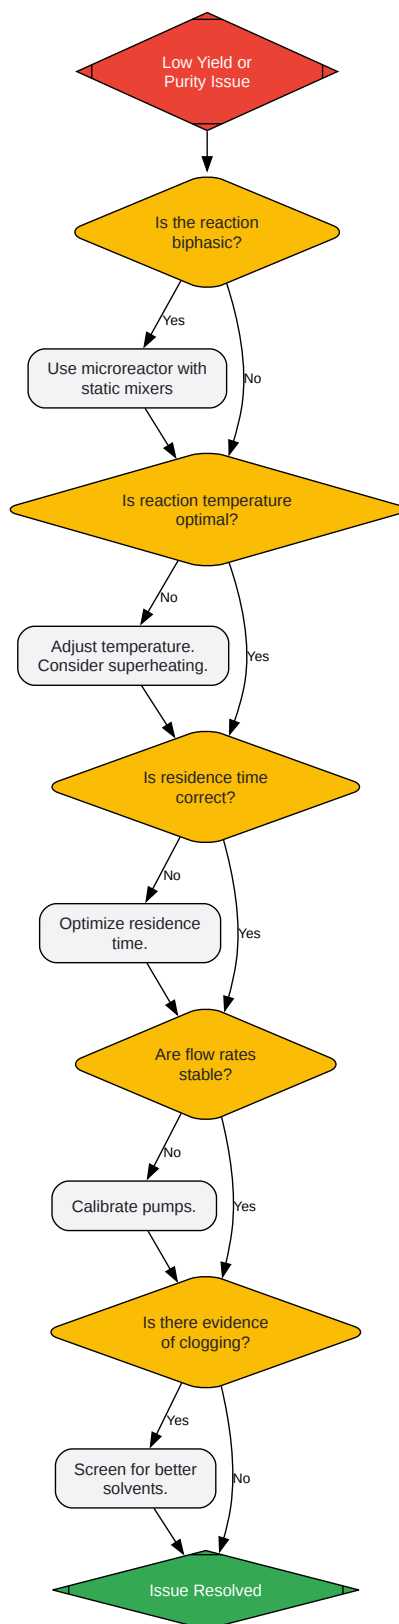 Low Yield or
Purity Issue
Is the reaction
biphasic?
Yes
Use microreactor with
static mixers
No
Is reaction temperature
optimal?
No
Adjust temperature.
Consider superheating.
Yes
Is residence time
correct?
No
Optimize residence
time.
Yes
Are flow rates
stable?
No
Calibrate pumps.
Yes
Is there evidence
of clogging?
Yes
Screen for better
solvents.
No
Issue Resolved